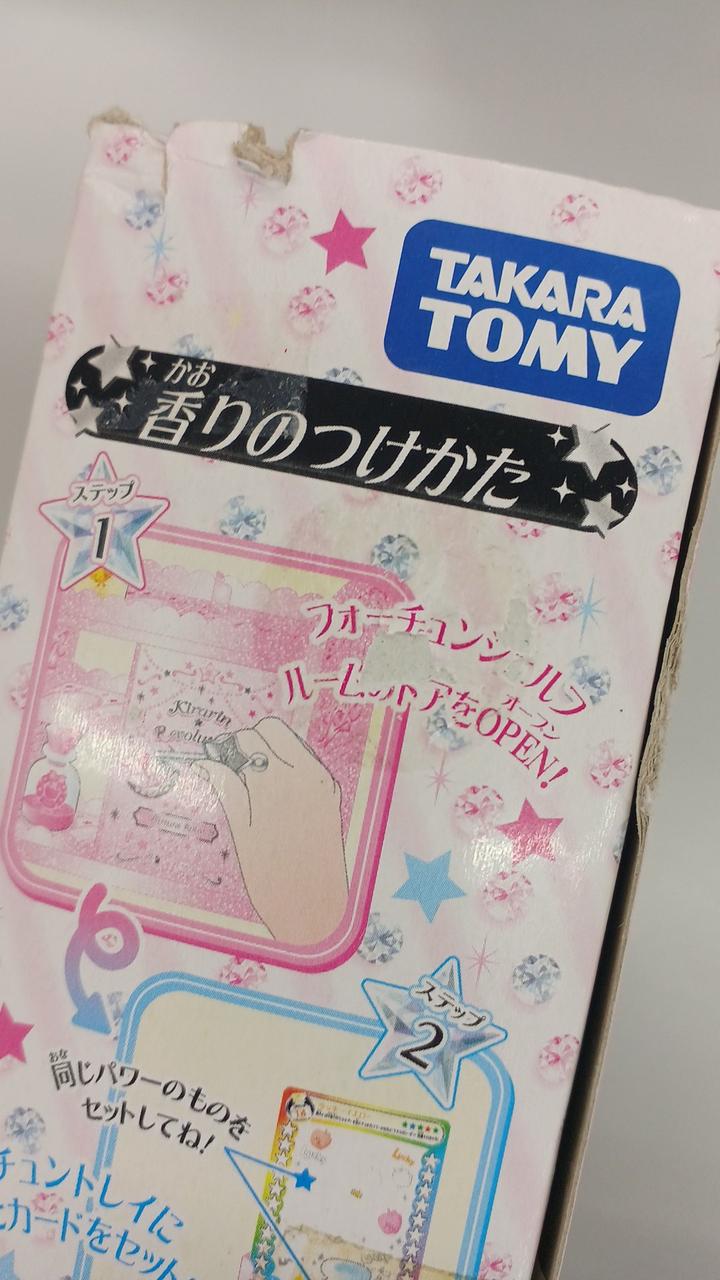 TAKARA
TOMY
かお
香りのつけかた
ステップ
1
フォーチュンシ ルフ
ルーム ドアをOPEN!
オープン
Kirarin
Revolu
ステップ
2
おな
同じパワーのものを
セットしてね!
Lucky
チュントレイに
カードをセット